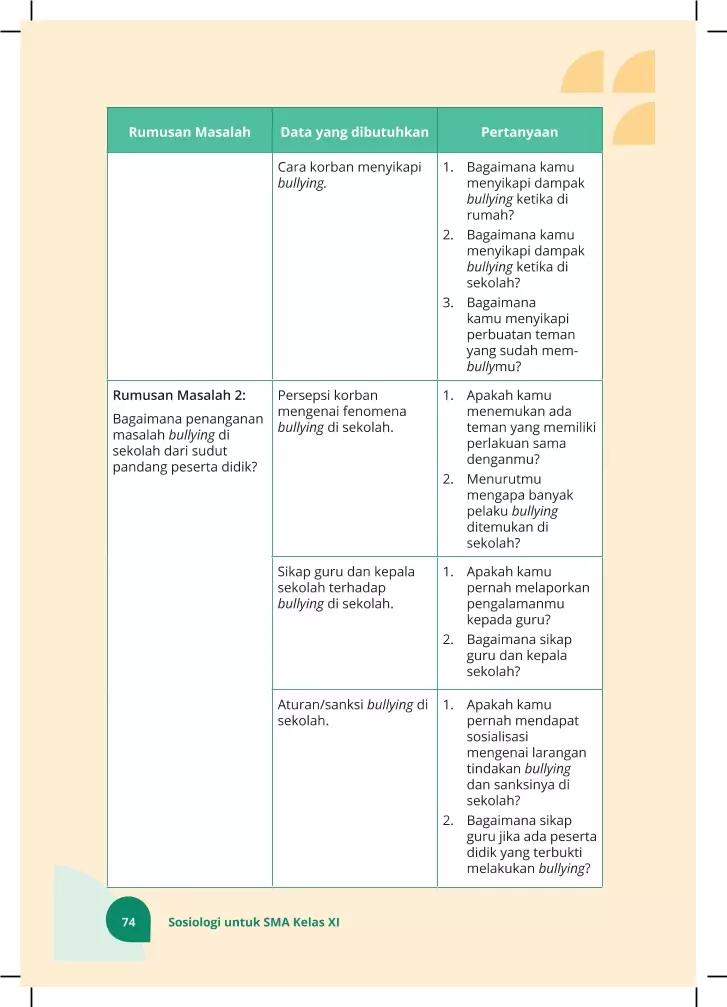 Rumusan Masalah
Data yang dibutuhkan
Pertanyaan
Cara korban menyikapi
bullying.
1. Bagaimana kamu
menyikapi dampak
bullying ketika di
rumah?
2. Bagaimana kamu
menyikapi dampak
bullying ketika di
sekolah?
3. Bagaimana
kamu menyikapi
perbuatan teman
yang sudah mem-
bullymu?
Rumusan Masalah 2:
Bagaimana penanganan
masalah bullying di
sekolah dari sudut
pandang peserta didik?
Persepsi korban
mengenai fenomena
bullying di sekolah.
1. Apakah kamu
menemukan ada
teman yang memiliki
perlakuan sama
denganmu?
2. Menurutmu
mengapa banyak
pelaku bullying
ditemukan di
sekolah?
Sikap guru dan kepala
sekolah terhadap
bullying di sekolah.
1. Apakah kamu
pernah melaporkan
pengalamanmu
kepada guru?
2. Bagaimana sikap
guru dan kepala
sekolah?
Aturan/sanksi bullying di
sekolah.
1. Apakah kamu
pernah mendapat
sosialisasi
mengenai larangan
tindakan bullying
dan sanksinya di
sekolah?
2. Bagaimana sikap
guru jika ada peserta
didik yang terbukti
melakukan bullying?
74
Sosiologi untuk SMA Kelas XI